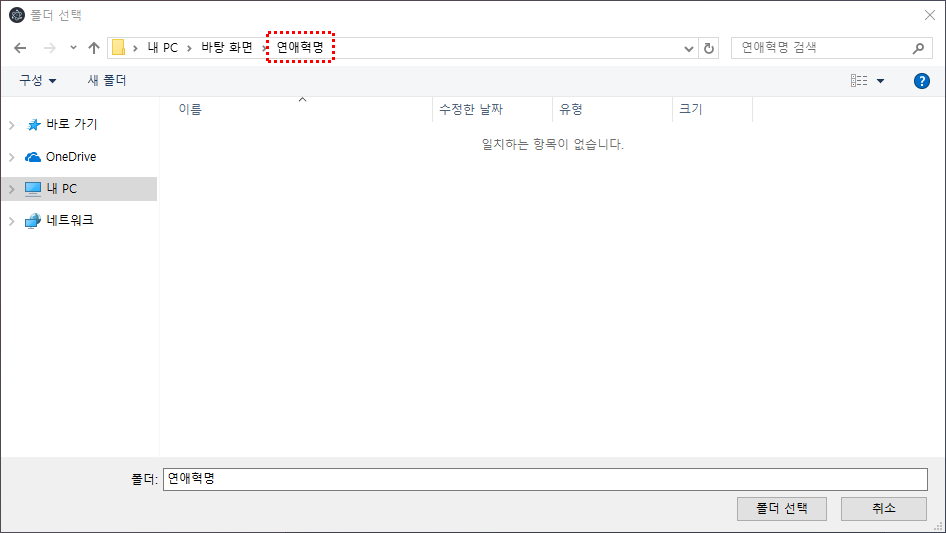 폴더 선택
내 PC > 바탕 화면 > 연애혁명
연애혁명 검색
구성 새 폴더
이름 수정한 날짜 유형 크기
일치하는 항목이 없습니다.
바로 가기
OneDrive
내 PC
네트워크
폴더: 연애혁명
폴더 선택 취소